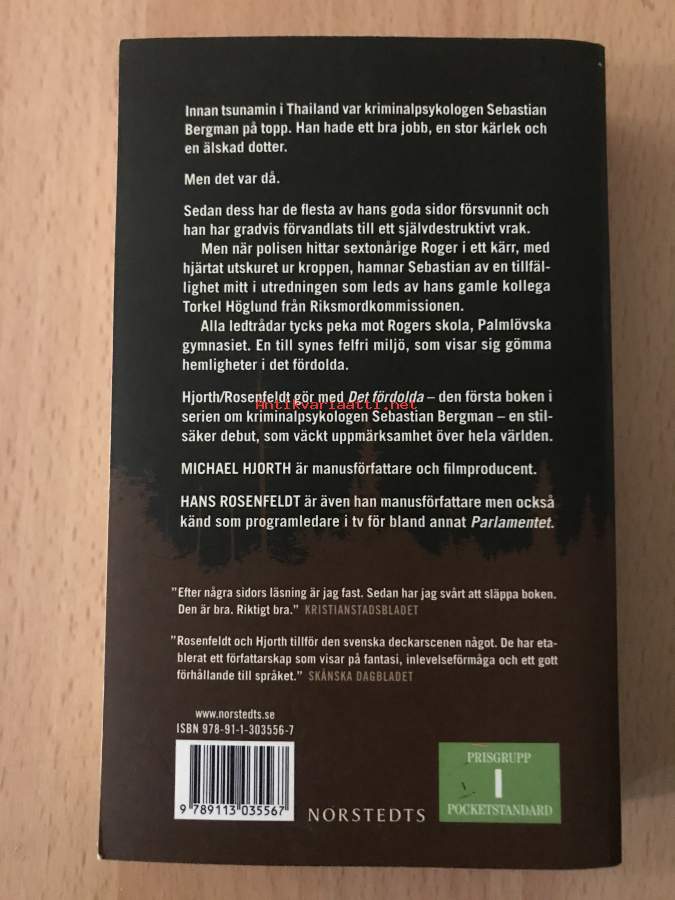 Innan tsunamin i Thailand var kriminalpsykologen Sebastian
Bergman på topp. Han hade ett bra jobb, en stor kärlek och
en älskad dotter.
Men det var då.
Sedan dess har de flesta av hans goda sidor försvunnit och
han har gradvis förvandlats till ett självdestruktivt vrak.
Men när polisen hittar sextonårige Roger i ett kärr, med
hjärtat utskuret ur kroppen, hamnar Sebastian av en tillfäl-
lighet mitt i utredningen som leds av hans gamle kollega
Torkel Höglund från Riksmordkommissionen.
Alla ledtrådar tycks peka mot Rogers skola, Palmlövska
gymnasiet. En till synes felfri miljö, som visar sig gömma
hemligheter i det fördolda.
Hjorth/Rosenfeldt gör med Det fördolda – den första boken i
Antikvariaatti.net
serien om kriminalpsykologen Sebastian Bergman – en stil-
säker debut, som väckt uppmärksamhet över hela världen.
MICHAEL HJORTH är manusförfattare och filmproducent.
HANS ROSENFELDT är även han manusförfattare men också
känd som programledare i tv för bland annat Parlamentet.
"Efter några sidors läsning är jag fast. Sedan har jag svårt att släppa boken.
Den är bra. Riktigt bra." KRISTIANSTADSBLADET
"Rosenfeldt och Hjorth tillför den svenska deckarscenen något. De har eta-
blerat ett författarskap som visar på fantasi, inlevelseförmåga och ett gott
förhållande till språket." SKÅNSKA DAGBLADET
www.norstedts.se
ISBN 978-91-1-303556-7
9 789113 035567
NORSTEDTS
PRISGRUPP
I
POCKETSTANDARD